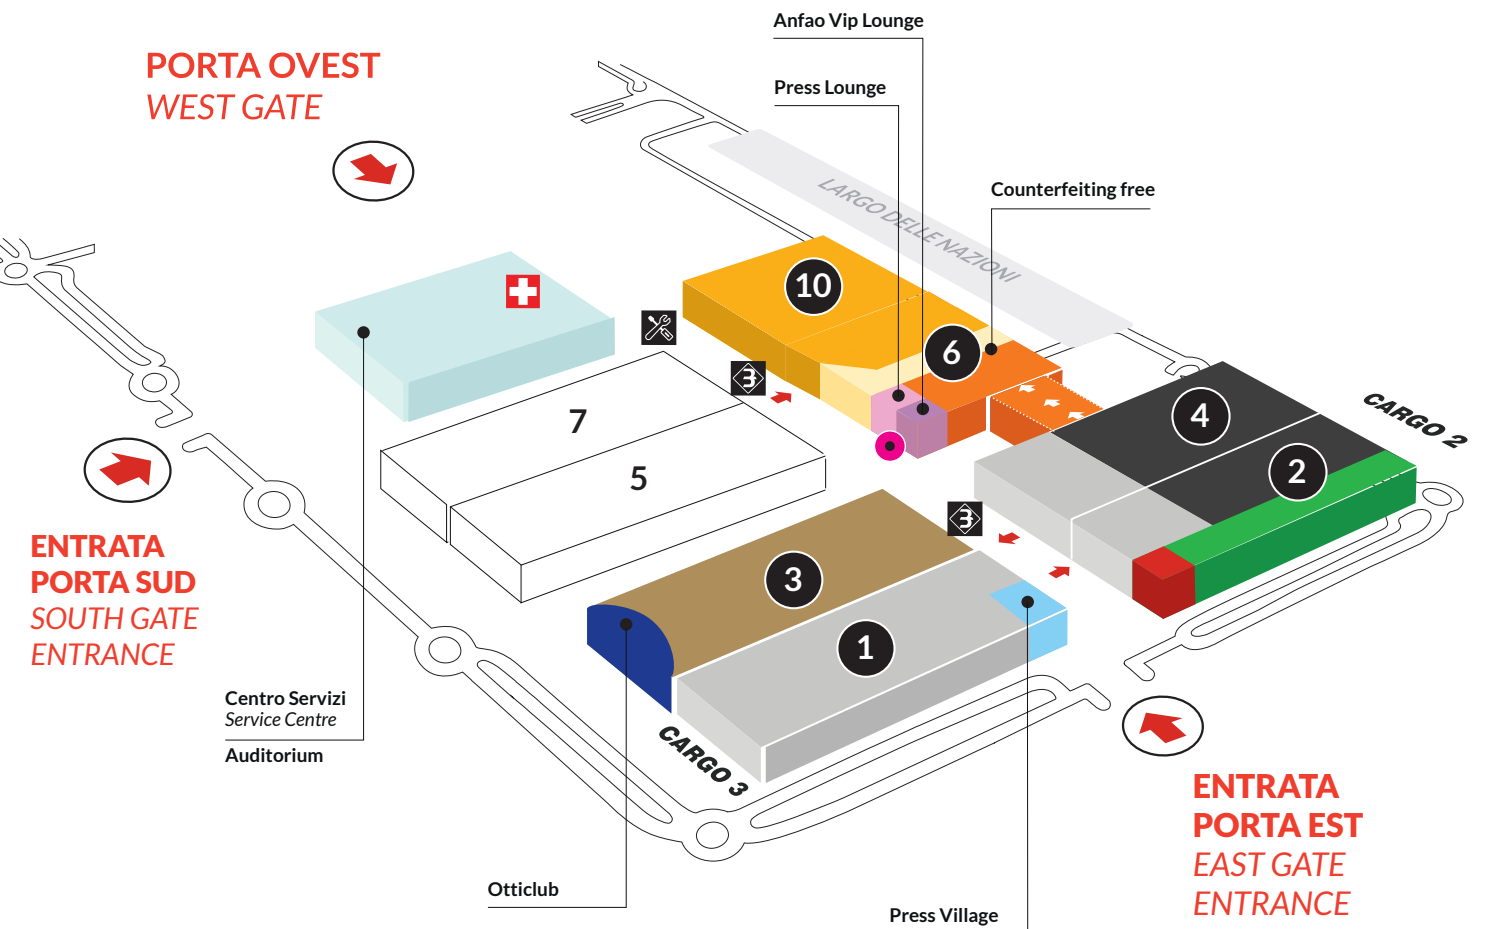 Anfao Vip Lounge
PORTA OVEST
WEST GATE
Press Lounge
LARGO DELLE NAZIONI
Counterfeiting free
10
6
3
7
5
4
2
CARGO 2
3
3
1
ENTRATA
PORTA SUD
SOUTH GATE
ENTRANCE
Centro Servizi
Service Centre
Auditorium
CARGO 3
ENTRATA
PORTA EST
EAST GATE
ENTRANCE
Otticlub
Press Village